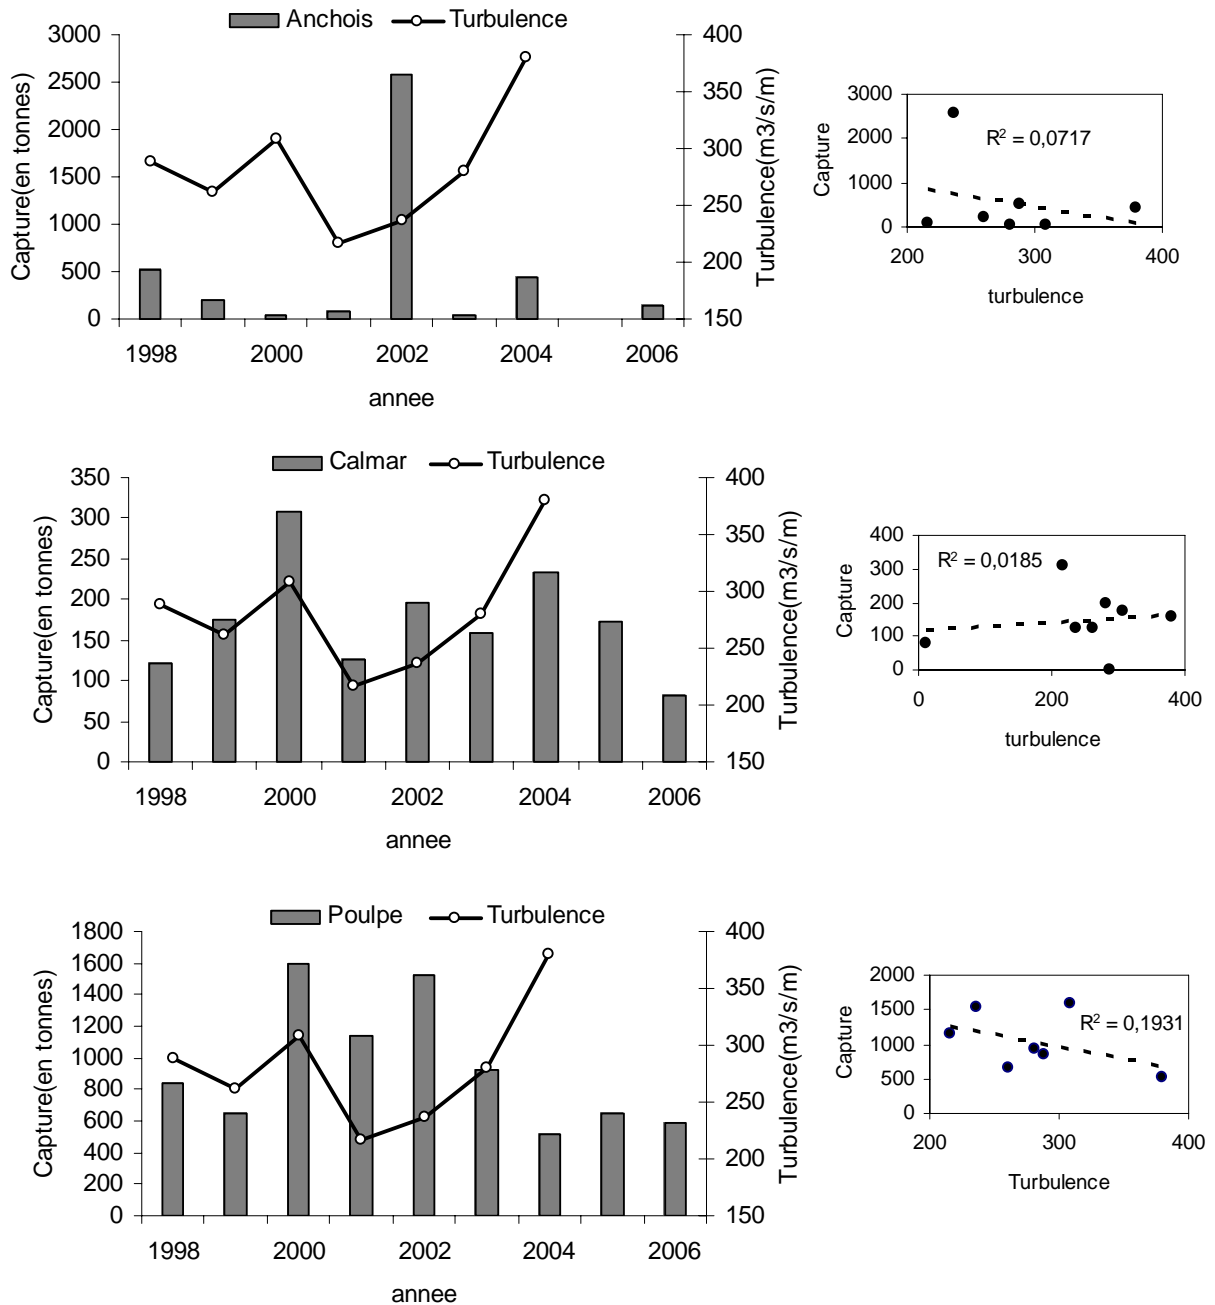 Anchois Turbulence
Capture(en tonnes)
3000
2500
2000
1500
1000
500
0
400
350
300
250
200
150
Turbulence(m3/s/m)
1998 2000 2002 2004 2006
annee
Capture
3000
2000
1000
0
R² = 0,0717
200 300 400
turbulence
Calmar Turbulence
Capture(en tonnes)
350
300
250
200
150
100
50
0
400
350
300
250
200
150
Turbulence(m3/s/m)
1998 2000 2002 2004 2006
annee
Capture
400
300
200
100
0
R² = 0,0185
0 200 400
turbulence
Poulpe Turbulence
Capture(en tonnes)
1800
1600
1400
1200
1000
800
600
400
200
0
400
350
300
250
200
150
Turbulence(m3/s/m)
1998 2000 2002 2004 2006
annee
Capture
2000
1500
1000
500
0
R² = 0,1931
200 300 400
Turbulence